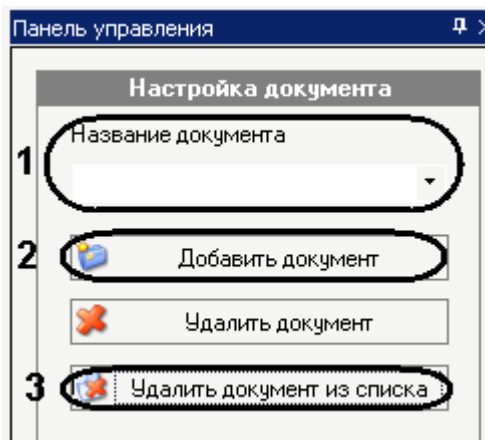 Панель управления
Настройка документа
1
Название документа
2
Добавить документ
Удалить документ
3
Удалить документ из списка